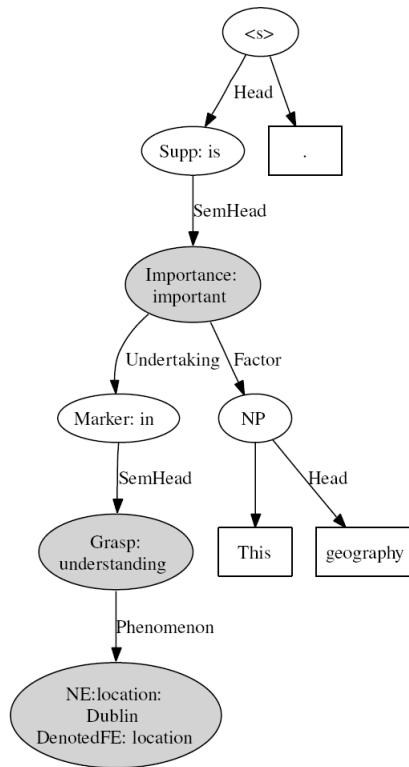 <s>
Head
Supp: is
.
SemHead
Importance:
important
Undertaking
Factor
Marker: in
NP
SemHead
Head
Grasp:
understanding
This
geography
Phenomenon
NE:location:
Dublin
DenotedFE: location